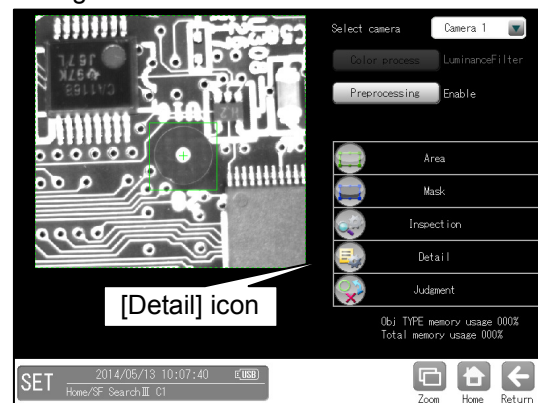 Select camera Camera 1
Color process LuminanceFilter
Preprocessing Enable
Area
Mask
Inspection
Detail
Judgment
[Detail] icon
Obj TYPE memory usage 000%
Total memory usage 000%
SET
2014/05/13 10:07:40 USB
Home/SF SearchⅢ C1
Zoom Home Return